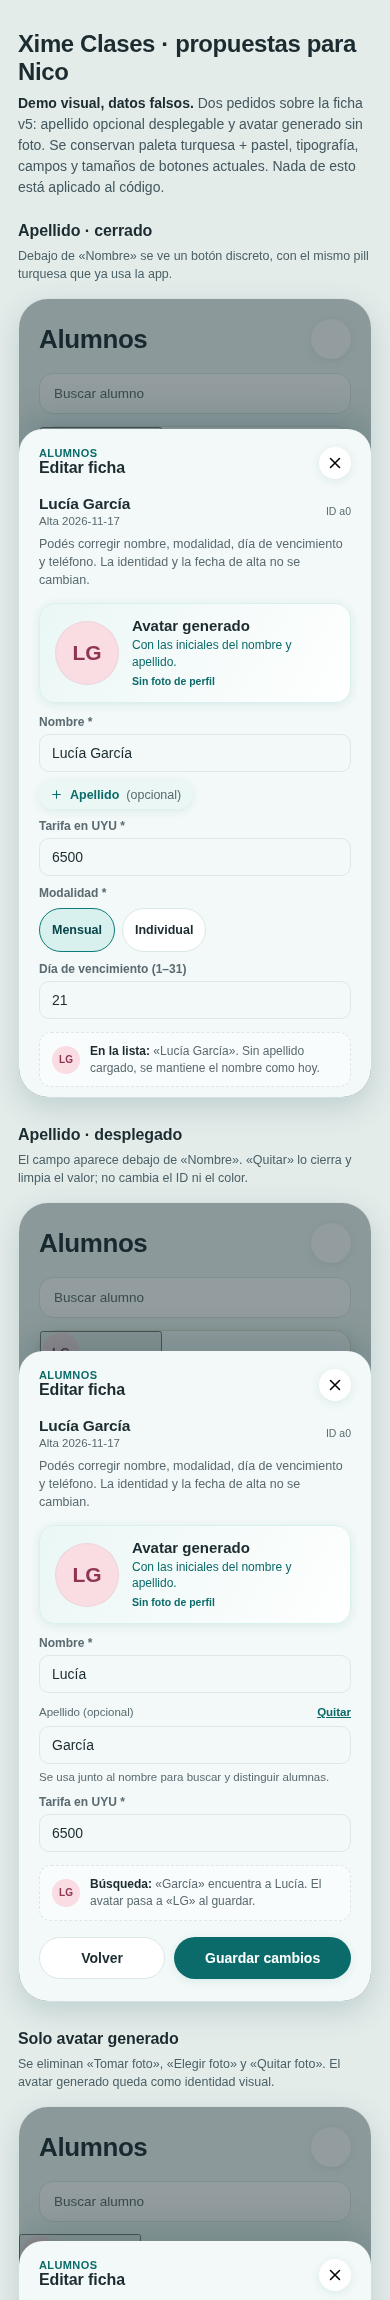 Xime Clases · propuestas para
Nico
Demo visual, datos falsos. Dos pedidos sobre la ficha
v5: apellido opcional desplegable y avatar generado sin
foto. Se conservan paleta turquesa + pastel, tipografía,
campos y tamaños de botones actuales. Nada de esto
está aplicado al código.
Apellido · cerrado
Debajo de «Nombre» se ve un botón discreto, con el mismo pill
turquesa que ya usa la app.
Alumnos
Buscar alumno
ALUMNOS
Editar ficha
Lucía García
Alta 2026-11-17
ID a0
Podés corregir nombre, modalidad, día de vencimiento
y teléfono. La identidad y la fecha de alta no se
cambian.
LG
Avatar generado
Con las iniciales del nombre y
apellido.
Sin foto de perfil
Nombre *
Lucía García
+ Apellido (opcional)
Tarifa en UYU *
6500
Modalidad *
Mensual
Individual
Día de vencimiento (1–31)
21
LG
En la lista: «Lucía García». Sin apellido
cargado, se mantiene el nombre como hoy.
Apellido · desplegado
El campo aparece debajo de «Nombre». «Quitar» lo cierra y
limpia el valor; no cambia el ID ni el color.
Alumnos
Buscar alumno
ALUMNOS
Editar ficha
Lucía García
Alta 2026-11-17
ID a0
Podés corregir nombre, modalidad, día de vencimiento
y teléfono. La identidad y la fecha de alta no se
cambian.
LG
Avatar generado
Con las iniciales del nombre y
apellido.
Sin foto de perfil
Nombre *
Lucía
Apellido (opcional)
Quitar
García
Se usa junto al nombre para buscar y distinguir alumnas.
Tarifa en UYU *
6500
LG
Búsqueda: «García» encuentra a Lucía. El
avatar pasa a «LG» al guardar.
Volver
Guardar cambios
Solo avatar generado
Se eliminan «Tomar foto», «Elegir foto» y «Quitar foto». El
avatar generado queda como identidad visual.
Alumnos
Buscar alumno
ALUMNOS
Editar ficha